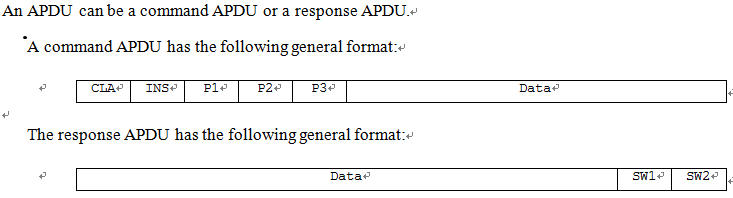 An APDU can be a command APDU or a response APDU.
A command APDU has the following general format:
CLA INS P1 P2 P3 Data
The response APDU has the following general format:
Data SW1 SW2